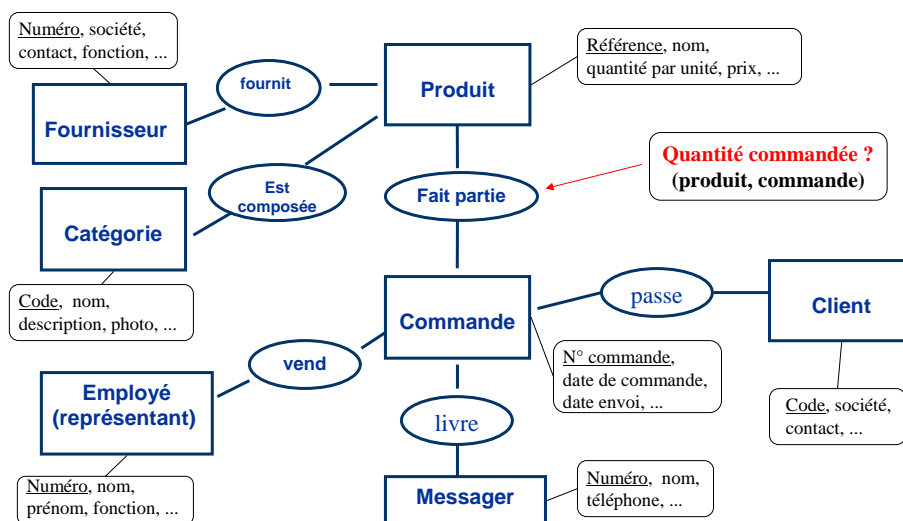 Numéro, société,
contact, fonction, ...
fournit
Produit
Référence, nom,
quantité par unité, prix, ...
Fournisseur
Quantité commandée ?
(produit, commande)
Est
composée
Fait partie
Catégorie
Code, nom,
description, photo, ...
passe
Client
Commande
vend
N° commande,
date de commande,
date envoi, ...
Employé
(représentant)
Code, société,
contact, ...
livre
Numéro, nom,
prénom, fonction, ...
Messager
Numéro, nom,
téléphone, ...